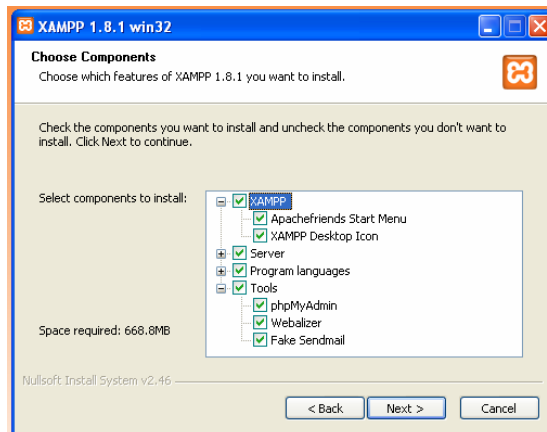 XAMPP 1.8.1 win32
Choose Components
Choose which features of XAMPP 1.8.1 you want to install.
Check the components you want to install and uncheck the components you don't want to
install. Click Next to continue.
Select components to install:
XAMPP
Apachefriends Start Menu
XAMPP Desktop Icon
Server
Program languages
Tools
phpMyAdmin
Webalizer
Fake Sendmail
Space required: 668.8MB
Nullsoft Install System v2.46
< Back Next > Cancel